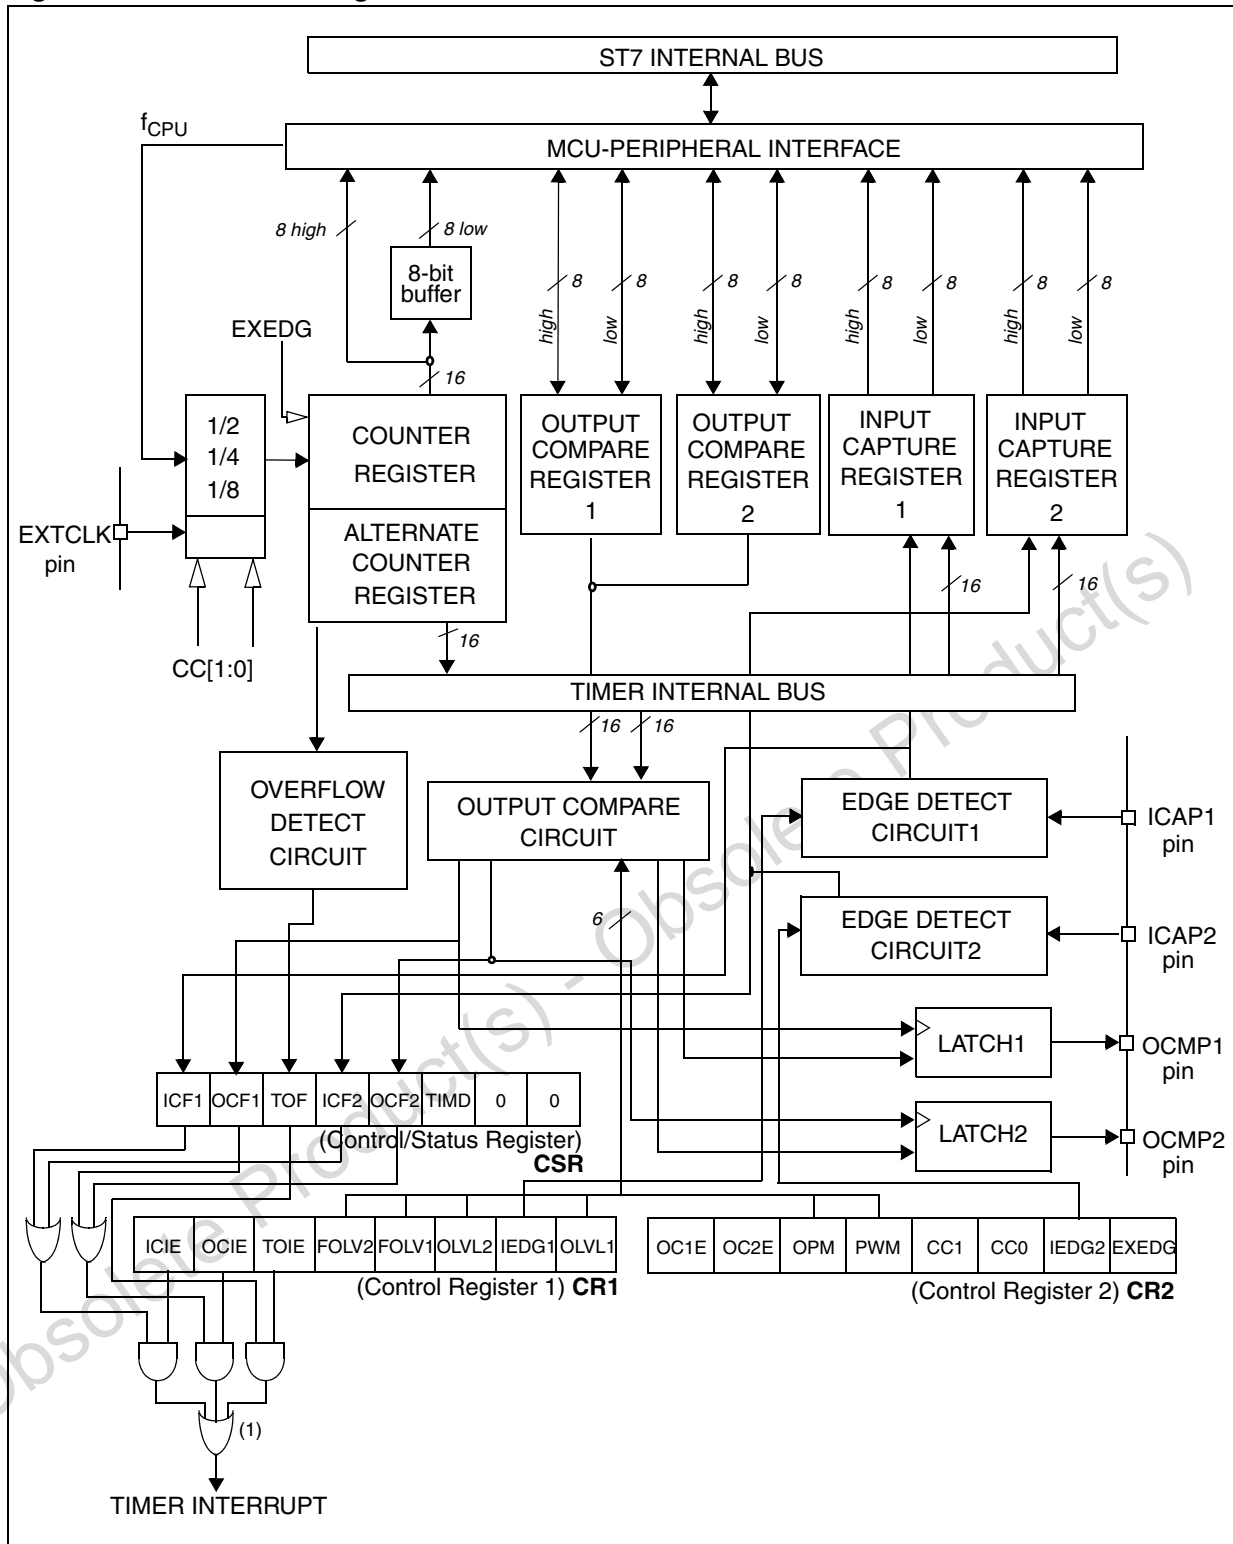 ST7 INTERNAL BUS
fCPU
MCU-PERIPHERAL INTERFACE
8 high
8 low
8-bit
buffer
8
8
8
8
8
8
8
8
high
low
high
low
high
low
high
low
EXEDG
16
1/2
1/4
1/8
COUNTER
REGISTER
OUTPUT
COMPARE
REGISTER
1
OUTPUT
COMPARE
REGISTER
2
INPUT
CAPTURE
REGISTER
1
INPUT
CAPTURE
REGISTER
2
EXTCLK
pin
ALTERNATE
COUNTER
REGISTER
16
16
16
CC[1:0]
TIMER INTERNAL BUS
16
16
OVERFLOW
DETECT
CIRCUIT
OUTPUT COMPARE
CIRCUIT
EDGE DETECT
CIRCUIT1
ICAP1
pin
6
EDGE DETECT
CIRCUIT2
ICAP2
pin
LATCH1
OCMP1
pin
ICF1 OCF1 TOF ICF2 OCF2 TIMD 0 0
(Control/Status Register)
CSR
LATCH2
OCMP2
pin
ICIE OCIE TOIE FOLV2 FOLV1 OLVL2 IEDG1 OLVL1
(Control Register 1) CR1
OC1E OC2E OPM PWM CC1 CC0 IEDG2 EXEDG
(Control Register 2) CR2
(1)
TIMER INTERRUPT
Obsolete Product(s) - Obsolete Product(s)